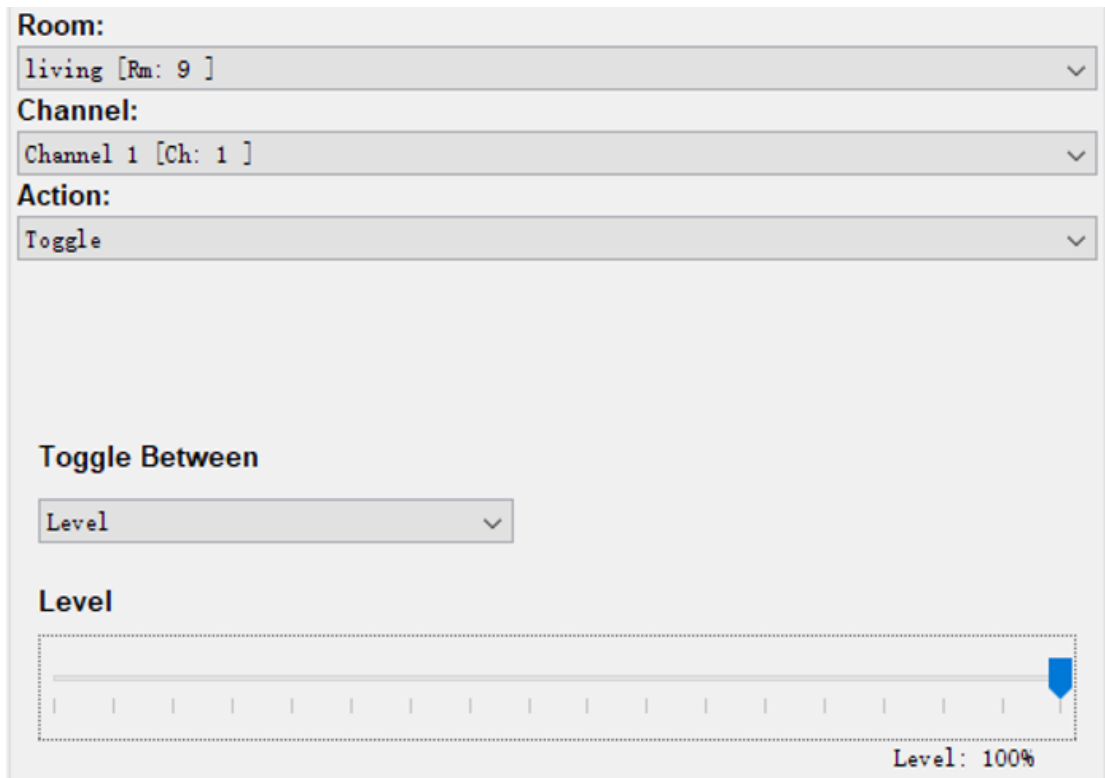 Room:
living [Rm: 9 ]
Channel:
Channel 1 [Ch: 1 ]
Action:
Toggle
Toggle Between
Level
Level
Level: 100%